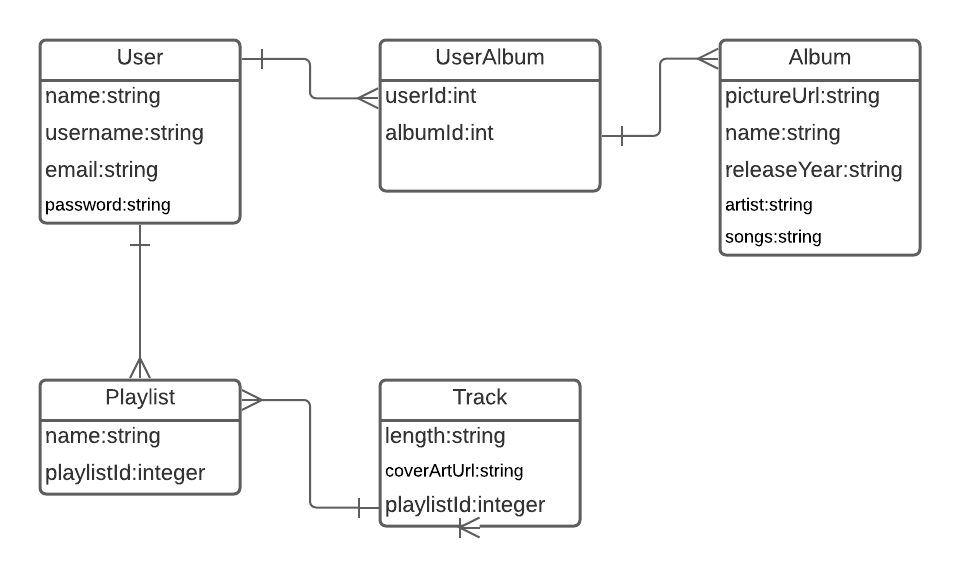 User
name:string
username:string
email:string
password:string
UserAlbum
userId:int
albumId:int
Album
pictureUrl:string
name:string
releaseYear:string
artist:string
songs:string
Playlist
name:string
playlistId:integer
Track
length:string
coverArtUrl:string
playlistId:integer